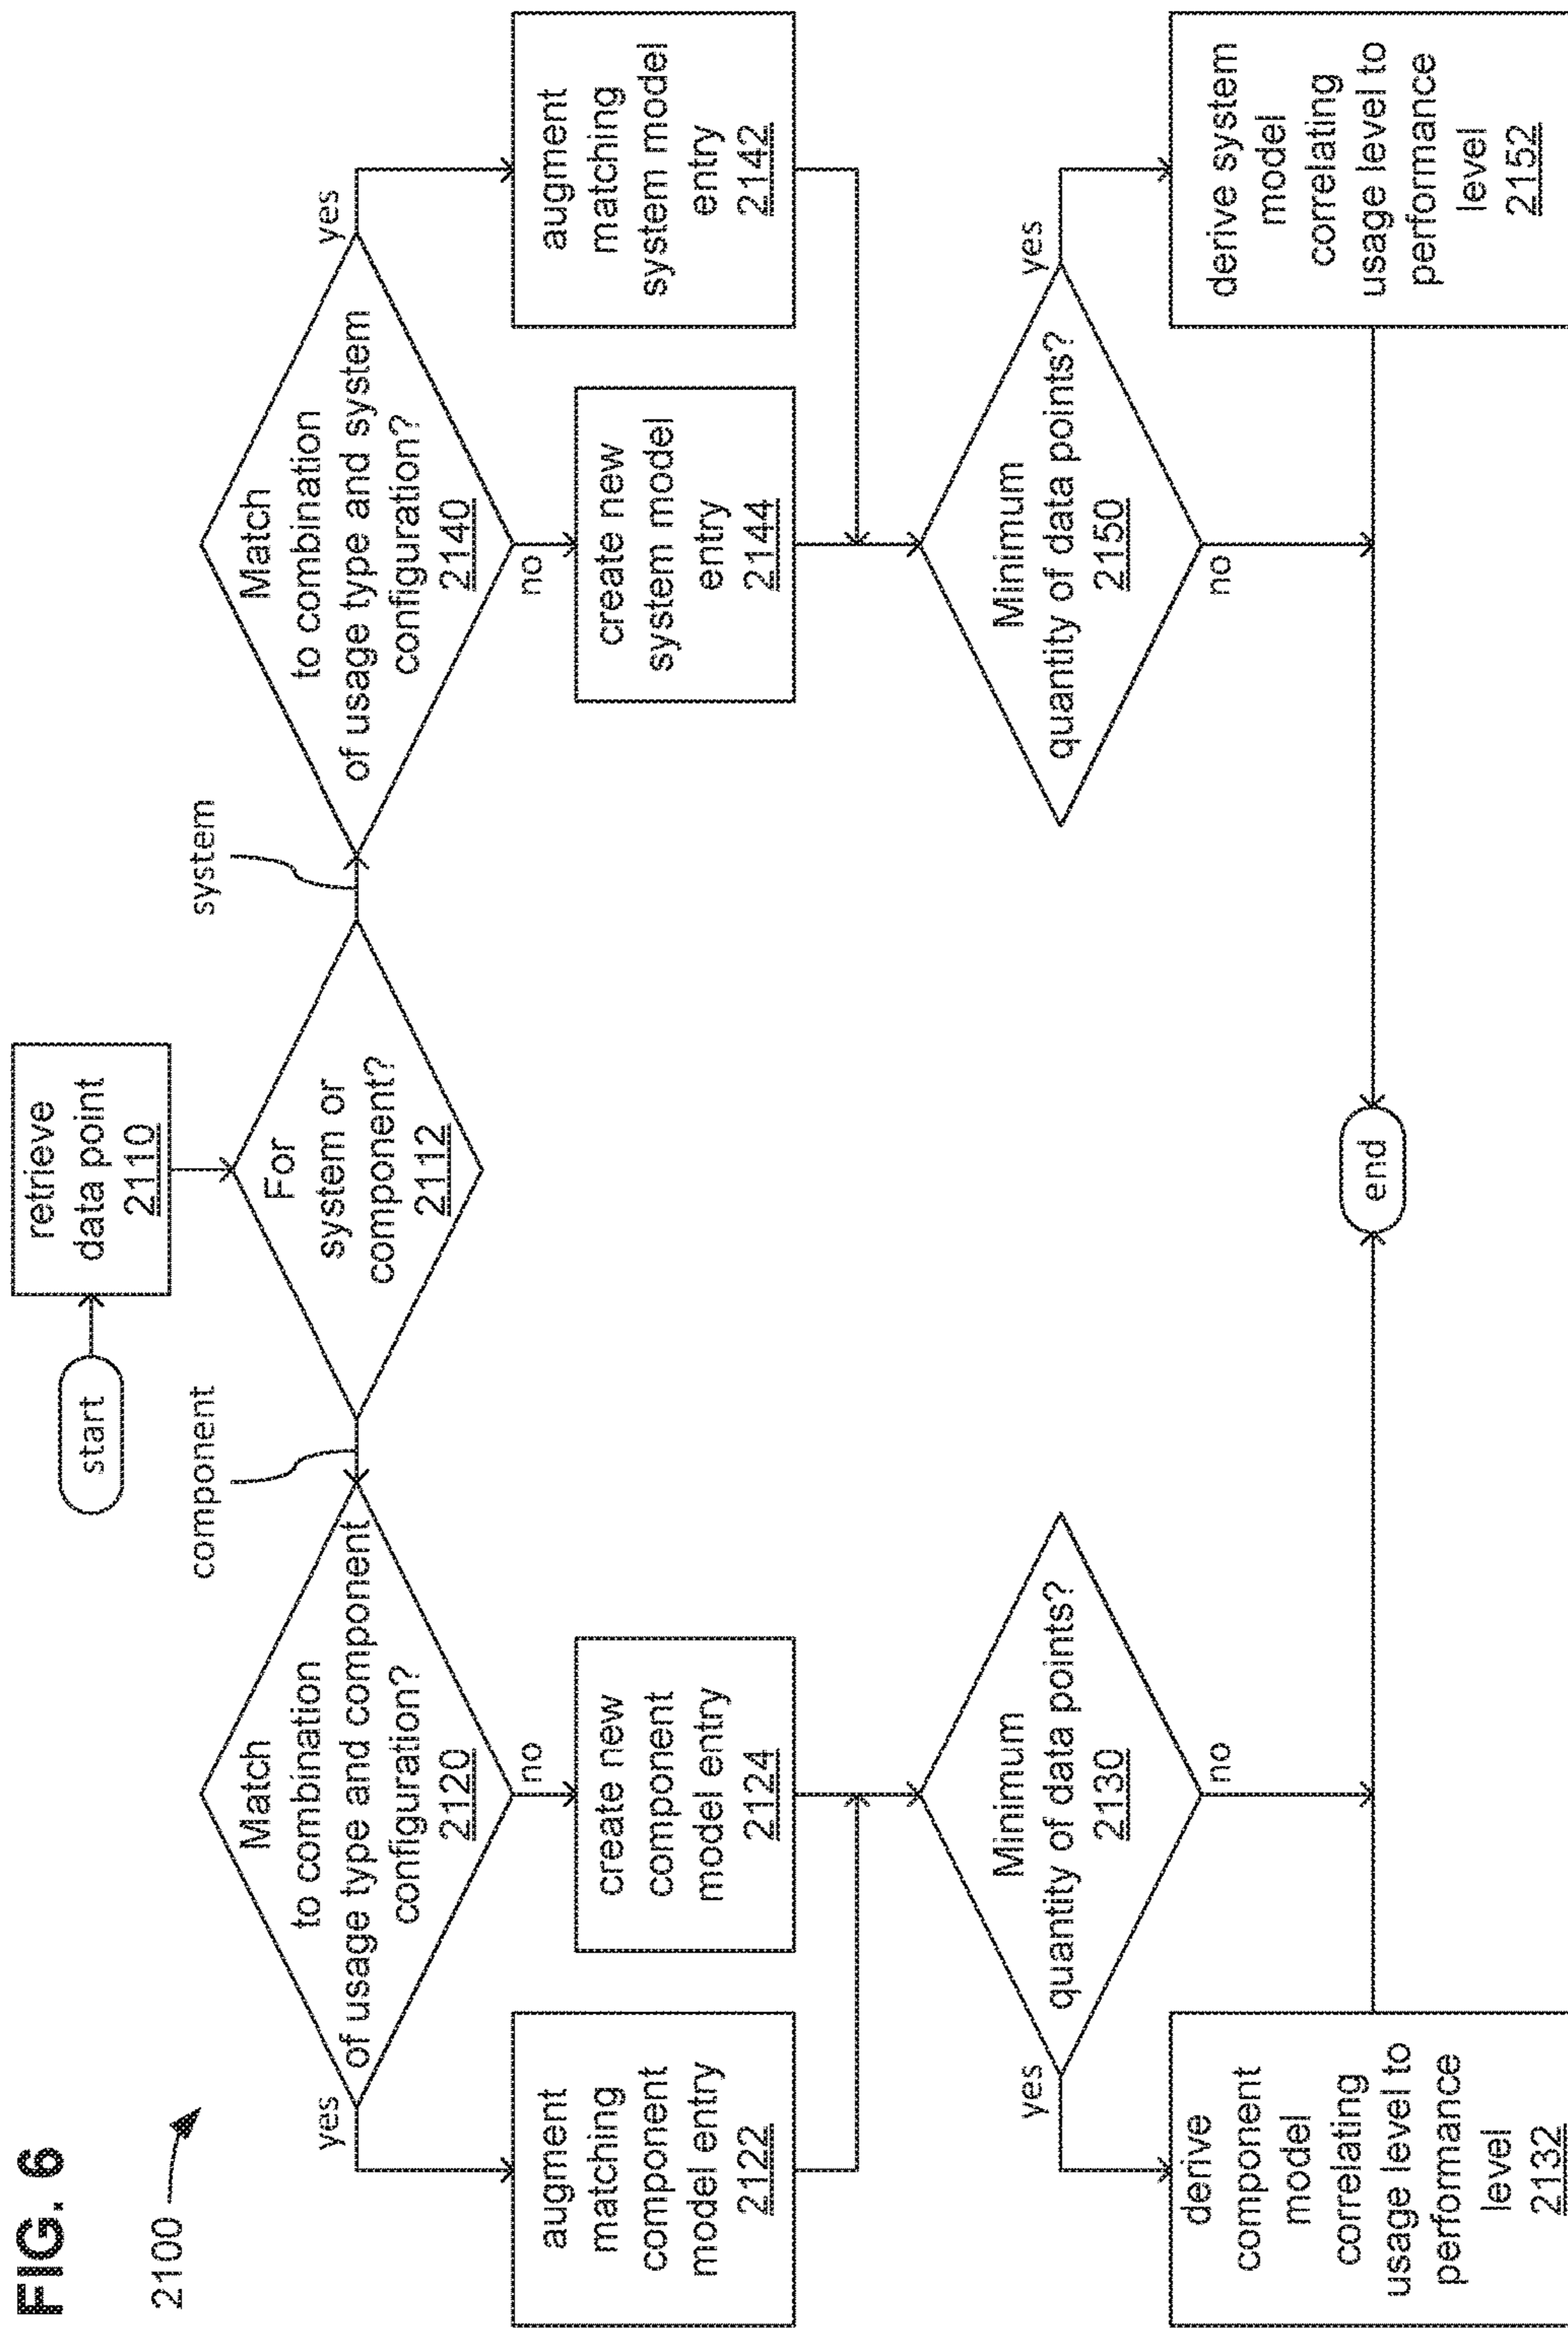 FIG. 6
2100
start
retrieve
data point
2110
For
system or
component?
2112
component
system
Match
to combination
of usage type and component
configuration?
2120
yes
no
augment
matching
component
model entry
2122
create new
component
model entry
2124
Minimum
quantity of data points?
2130
yes
no
derive
component
model
correlating
usage level to
performance
level
2132
Match
to combination
of usage type and system
configuration?
2140
yes
no
create new
system model
entry
2144
augment
matching
system model
entry
2142
Minimum
quantity of data points?
2150
yes
no
derive system
model
correlating
usage level to
performance
level
2152
end